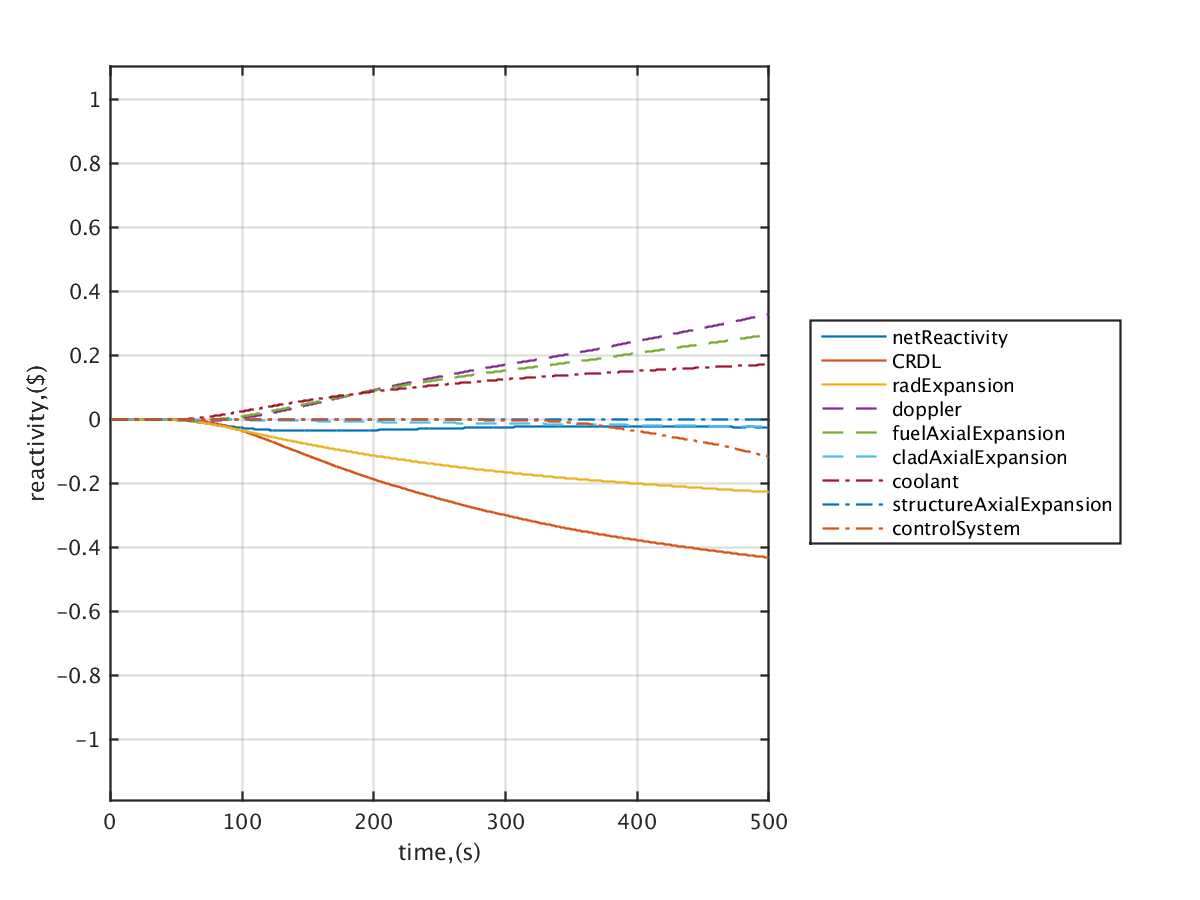 1
0.8
0.6
0.4
0.2
0
-0.2
-0.4
-0.6
-0.8
-1
reactivity,($)
0 100 200 300 400 500
time,(s)
netReactivity
CRDL
radExpansion
doppler
fuelAxialExpansion
cladAxialExpansion
coolant
structureAxialExpansion
controlSystem